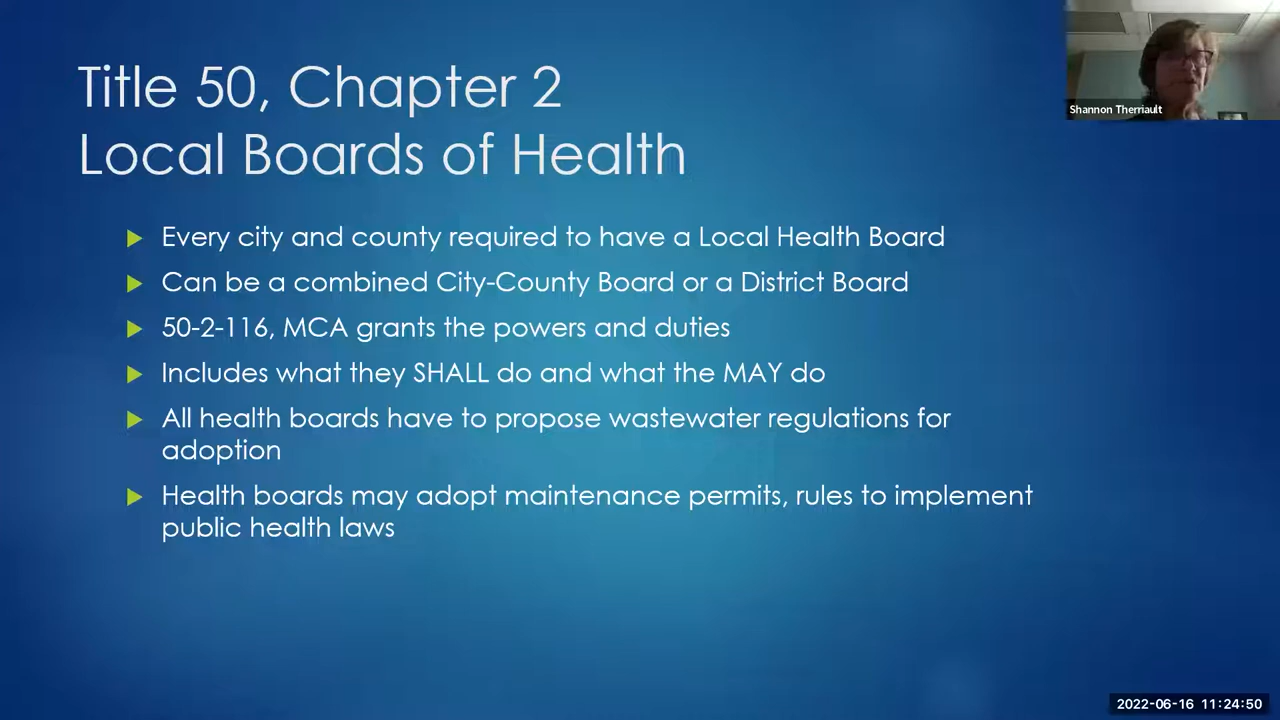 Title 50, Chapter 2
Local Boards of Health
Shannon Therriault
Every city and county required to have a Local Health Board
Can be a combined City-County Board or a District Board
50-2-116, MCA grants the powers and duties
Includes what they SHALL do and what the MAY do
All health boards have to propose wastewater regulations for
adoption
Health boards may adopt maintenance permits, rules to implement
public health laws
2022-06-16 11:24:50